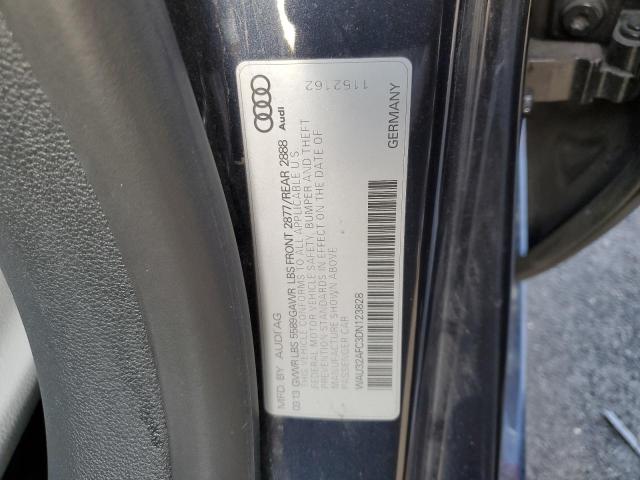 MFD BY AUDI AG
Audi
03 13 GVWR LBS 5589 GAWR LBS FRONT 2877/REAR 2888
THIS VEHICLE CONFORMS TO ALL APPLICABLE U S
FEDERAL MOTOR VEHICLE SAFETY, BUMPER AND THEFT
PREVENTION STANDARDS IN EFFECT ON THE DATE OF
MANUFACTURE SHOWN ABOVE
PASSENGER CAR
1152162
WAU32AFC3DN123828
GERMANY